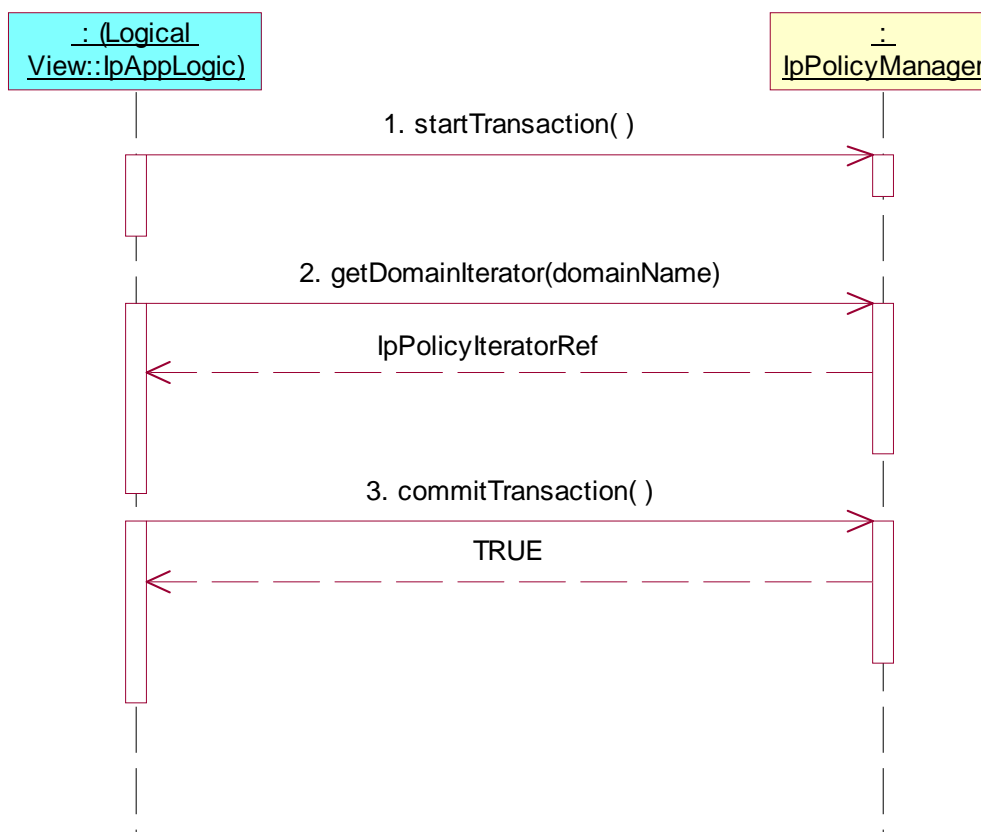 : (Logical
View::IpAppLogic)
:
IpPolicyManager
1. startTransaction( )
2. getDomainIterator(domainName)
IpPolicyIteratorRef
3. commitTransaction( )
TRUE